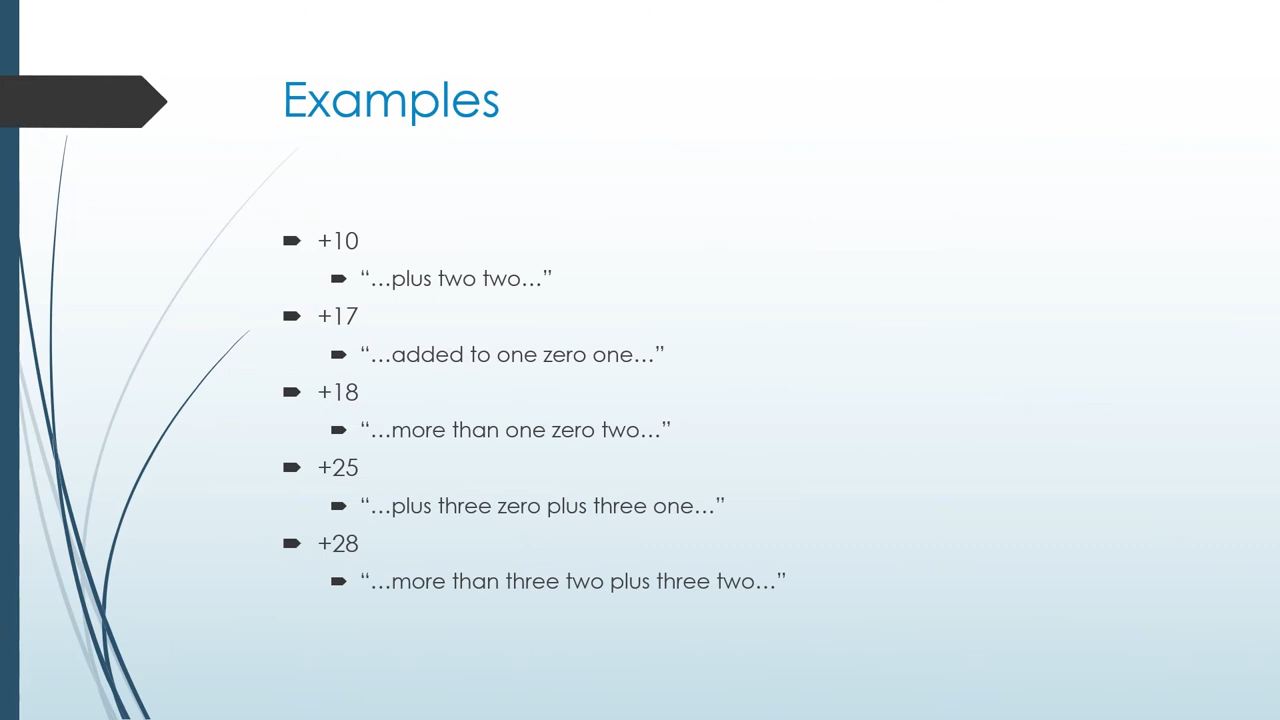 Examples
+10
“…plus two two…”
+17
“…added to one zero one…”
+18
“…more than one zero two…”
+25
“…plus three zero plus three one…”
+28
“…more than three two plus three two…”